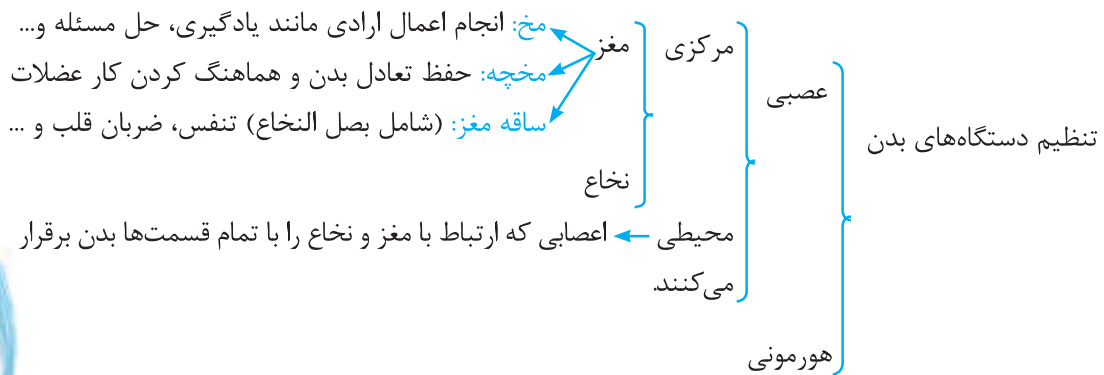 تنظیم دستگاه‌های بدن
عصبی
مرکزی
مغز
مخ: انجام اعمال ارادی مانند یادگیری، حل مسئله و...
مخچه: حفظ تعادل بدن و هماهنگ کردن کار عضلات
ساقه مغز: (شامل بصل النخاع) تنفس، ضربان قلب و ...
نخاع
محیطی ← اعصابی که ارتباط با مغز و نخاع را با تمام قسمت‌ها بدن برقرار
می‌کنند.
هورمونی